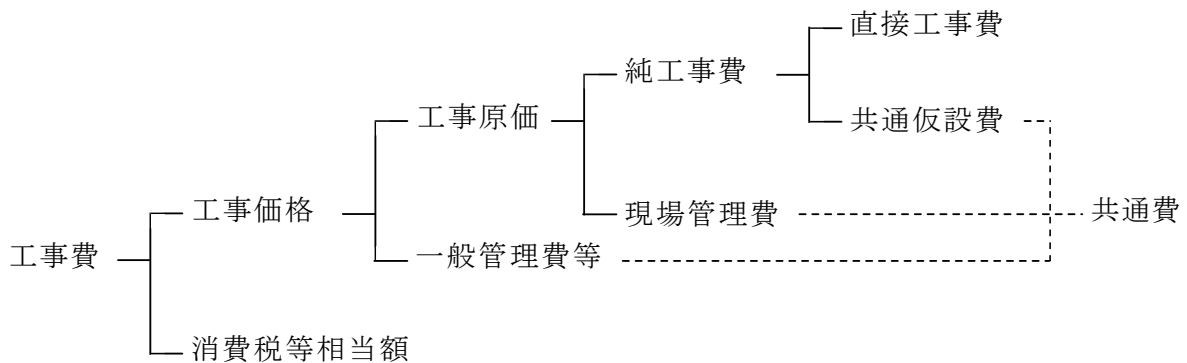 直接工事費
純工事費
工事原価
共通仮設費
工事価格
現場管理費
共通費
工事費
一般管理費等
消費税等相当額